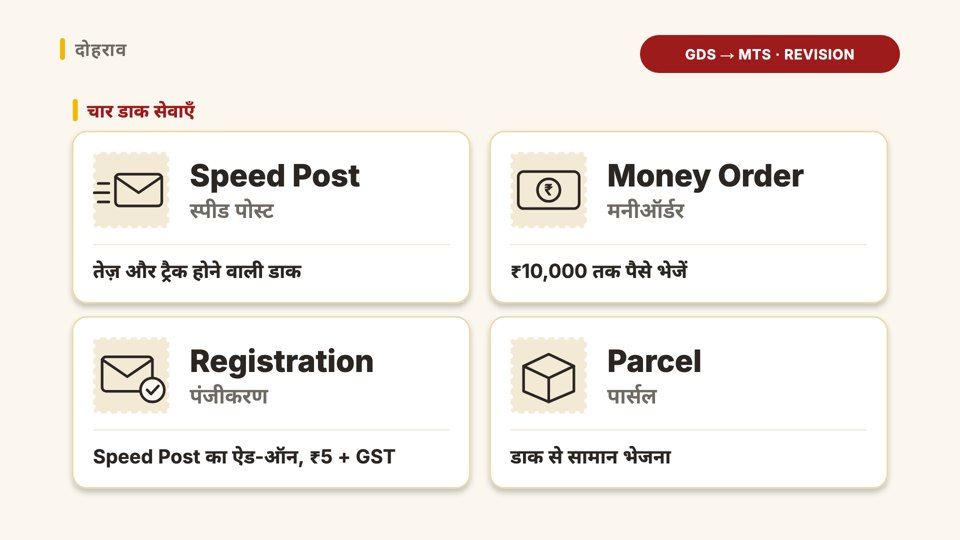 दोहराव
GDS → MTS · REVISION
चार डाक सेवाएँ
Speed Post
स्पीड पोस्ट
तेज़ और ट्रैक होने वाली डाक
₹
Money Order
मनीऑर्डर
₹10,000 तक पैसे भेजें
Registration
पंजीकरण
Speed Post का ऐड-ऑन, ₹5 + GST
Parcel
पार्सल
डाक से सामान भेजना